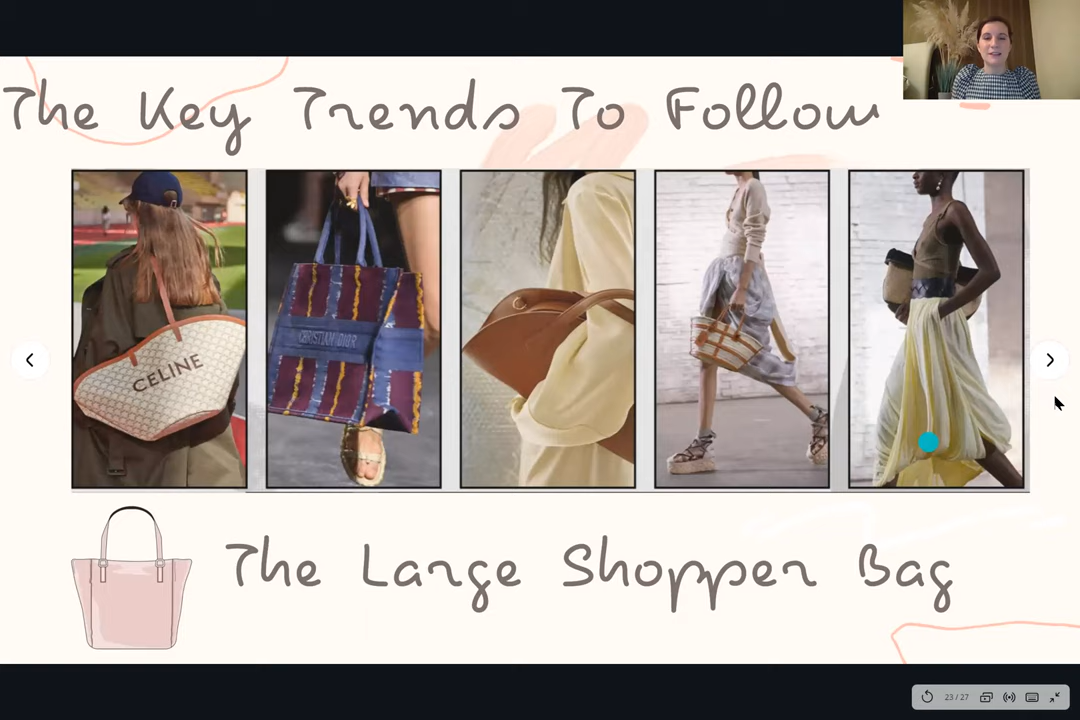 The Key Trends To Follow
CELINE
CHRISTIAN DIOR
The Large Shopper Bag
23 / 27